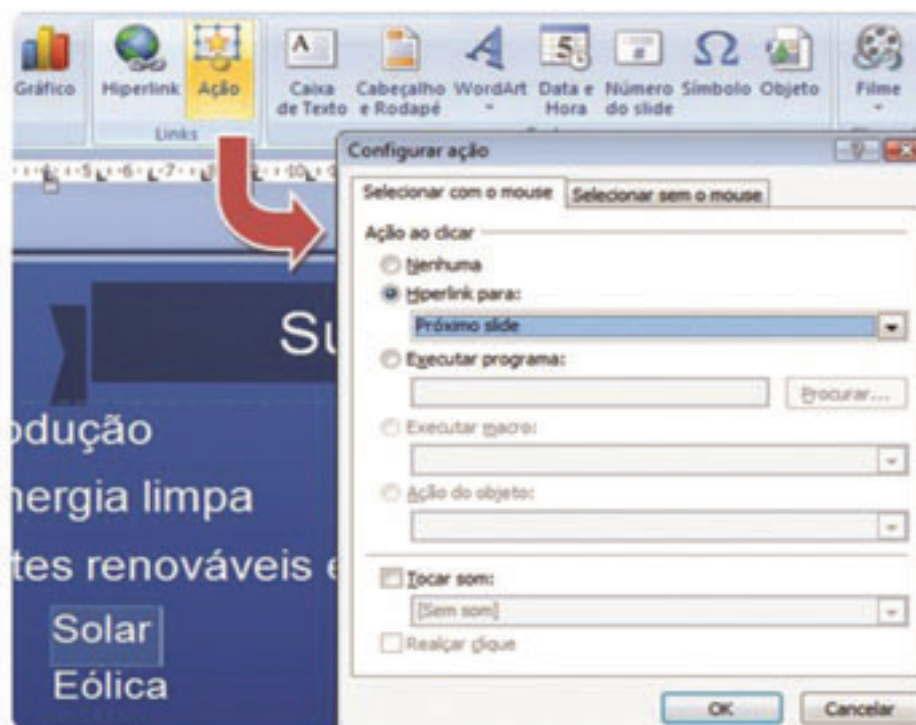 Gráfico Hiperlink Ação Caixa de Texto Cabeçalho e Rodapé WordArt Data e Hora Número do slide Símbolo Objeto Filme
Links
Configurar ação
Selecionar com o mouse Selecionar sem o mouse
Ação ao clicar
Nenhuma
Hiperlink para:
Próximo slide
Executar programa:
Procurar...
Executar macro:
Ação do objeto:
Tocar som:
[Sem som]
Realçar clique
OK Cancelar
Su
odução
nergia limpa
tes renováveis e
Solar
Eólica